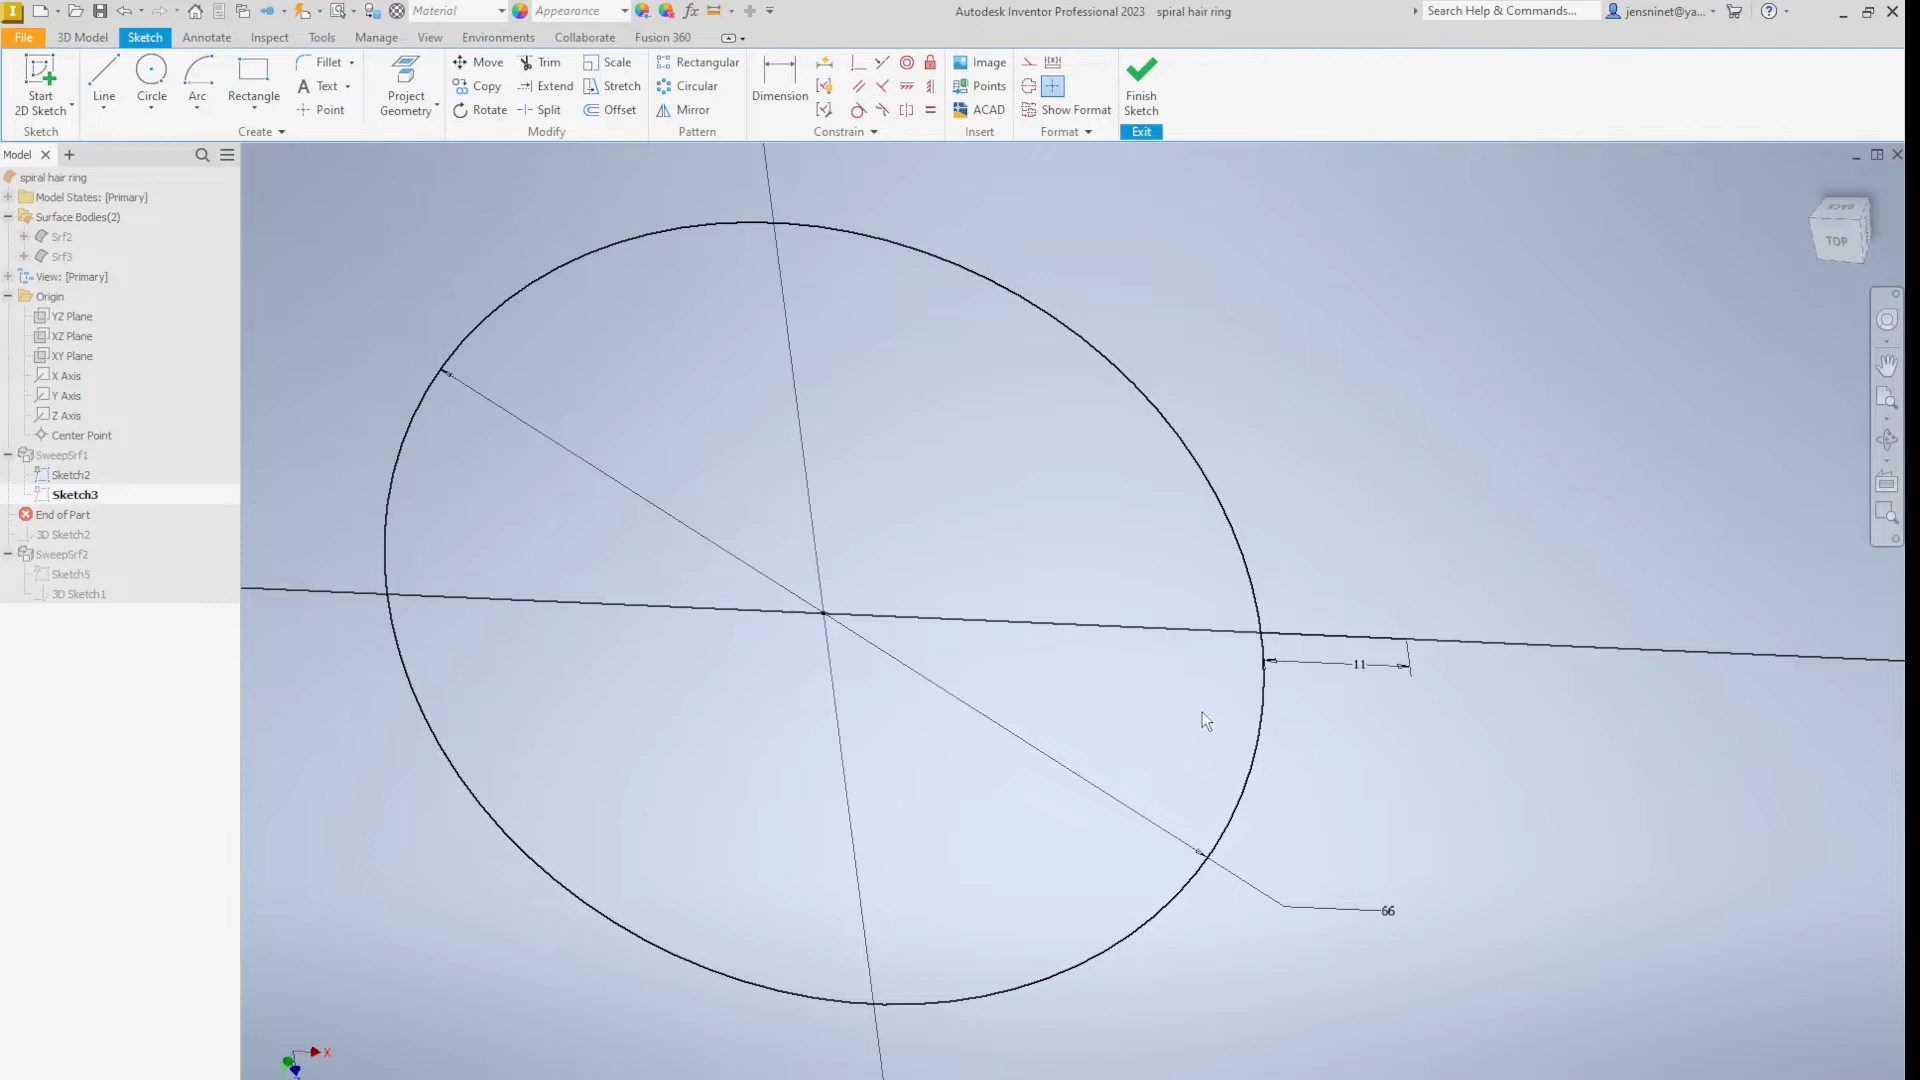 Material
Appearance
Autodesk Inventor Professional 2023 spiral hair ring
Search Help & Commands...
jensninet@ya...
File
3D Model
Sketch
Annotate
Inspect
Tools
Manage
View
Environments
Collaborate
Fusion 360
Start
2D Sketch
Line
Circle
Arc
Rectangle
Fillet
Text
Point
Project
Geometry
Move
Copy
Rotate
Trim
Extend
Split
Scale
Stretch
Offset
Rectangular
Circular
Mirror
Dimension
Image
Points
ACAD
Show Format
Finish
Sketch
Sketch
Create
Modify
Pattern
Constrain
Insert
Format
Exit
Model
spiral hair ring
Model States: [Primary]
Surface Bodies(2)
Srf2
Srf3
View: [Primary]
Origin
YZ Plane
XZ Plane
XY Plane
X Axis
Y Axis
Z Axis
Center Point
SweepSrf1
Sketch2
Sketch3
End of Part
3D Sketch2
SweepSrf2
Sketch5
3D Sketch1
BACK
TOP
11
66
X